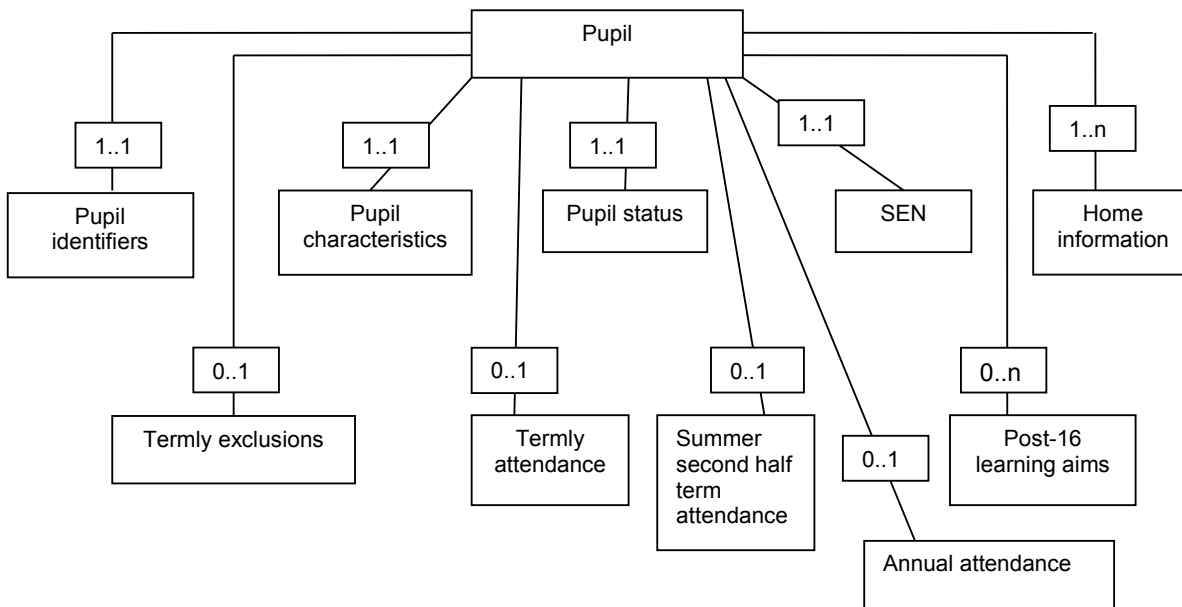 Pupil
1..1
1..1
1..1
1..1
1..n
Pupil
identifiers
Pupil
characteristics
Pupil status
SEN
Home
information
0..1
0..1
0..1
0..n
Termly exclusions
Termly
attendance
Summer
second half
term
attendance
0..1
Post-16
learning aims
Annual attendance